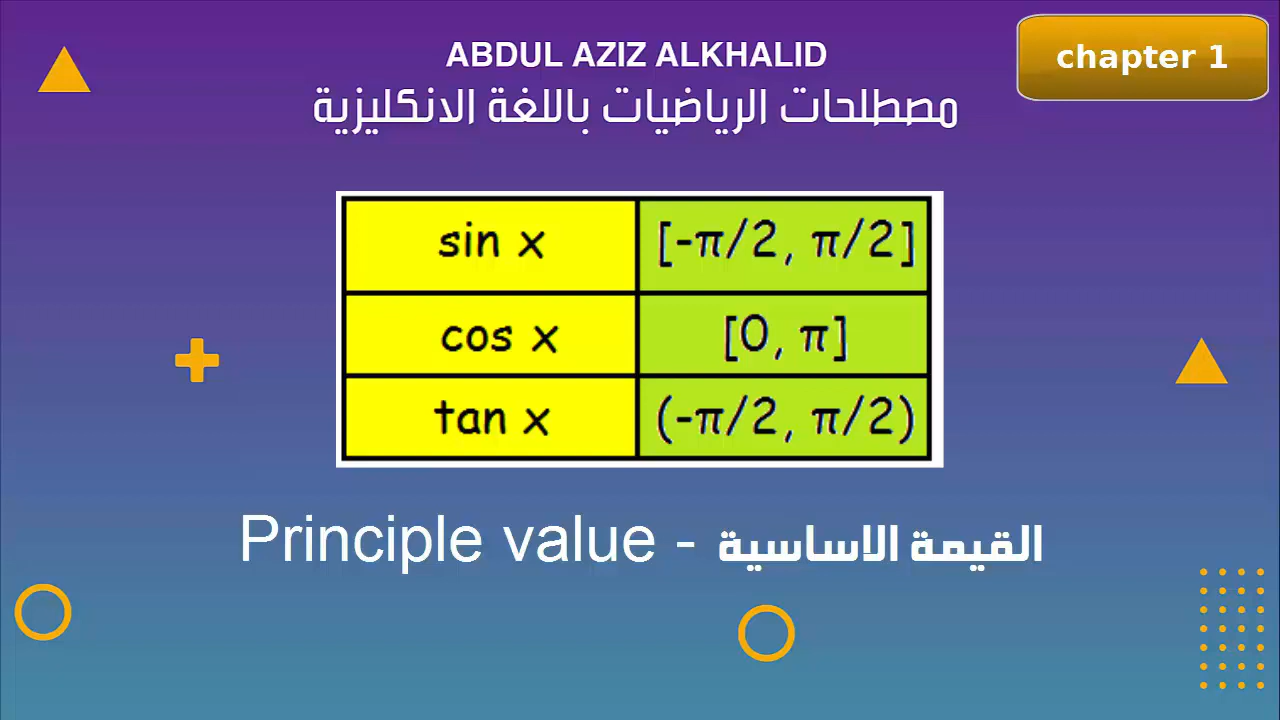 ABDUL AZIZ ALKHALID
chapter 1
مصطلحات الرياضيات باللغة الانكليزية
sin x [-π/2, π/2]
cos x [0, π]
tan x (-π/2, π/2)
Principle value - القيمة الاساسية